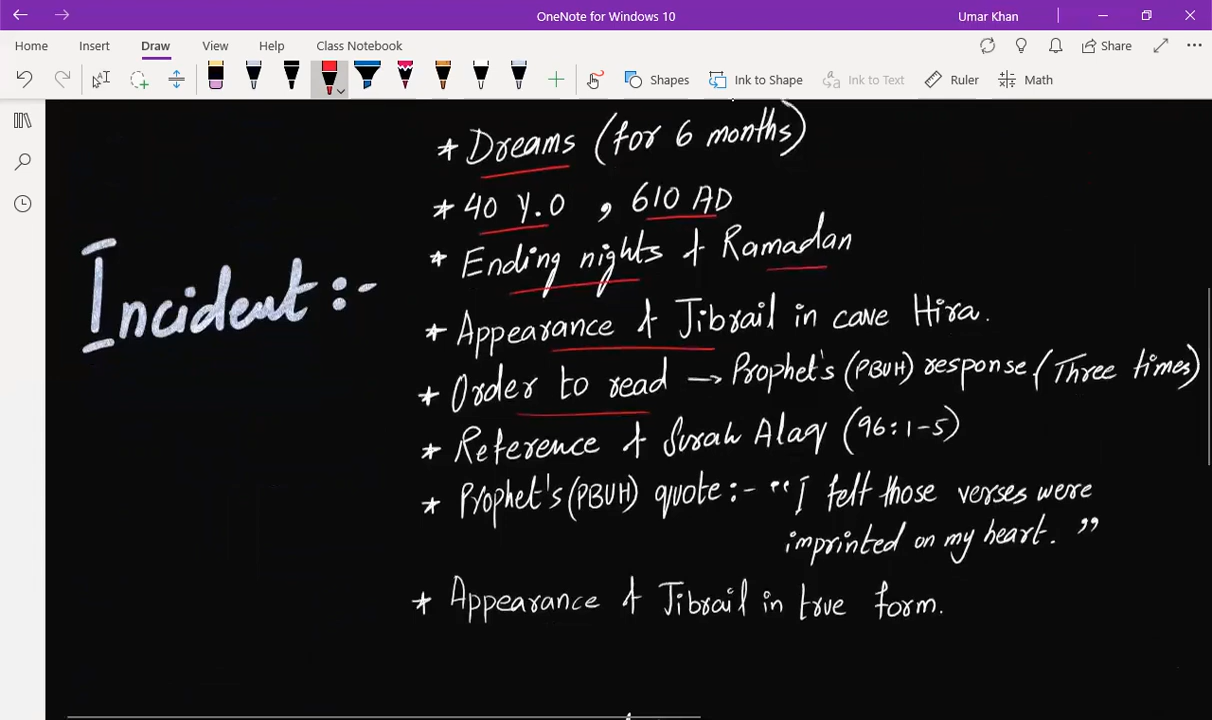 OneNote for Windows 10
Umar Khan
Home Insert Draw View Help Class Notebook Share
Shapes Ink to Shape Ink to Text Ruler Math
* Dreams (for 6 months)
* 40 Y.O , 610 AD
* Ending nights of Ramadan
Incident :-
* Appearance of Jibrail in cave Hira.
* Order to read → Prophet's (PBUH) response (Three times)
* Reference of Surah Alaq (96:1-5)
* Prophet's (PBUH) quote :- "I felt those verses were
imprinted on my heart."
* Appearance of Jibrail in true form.